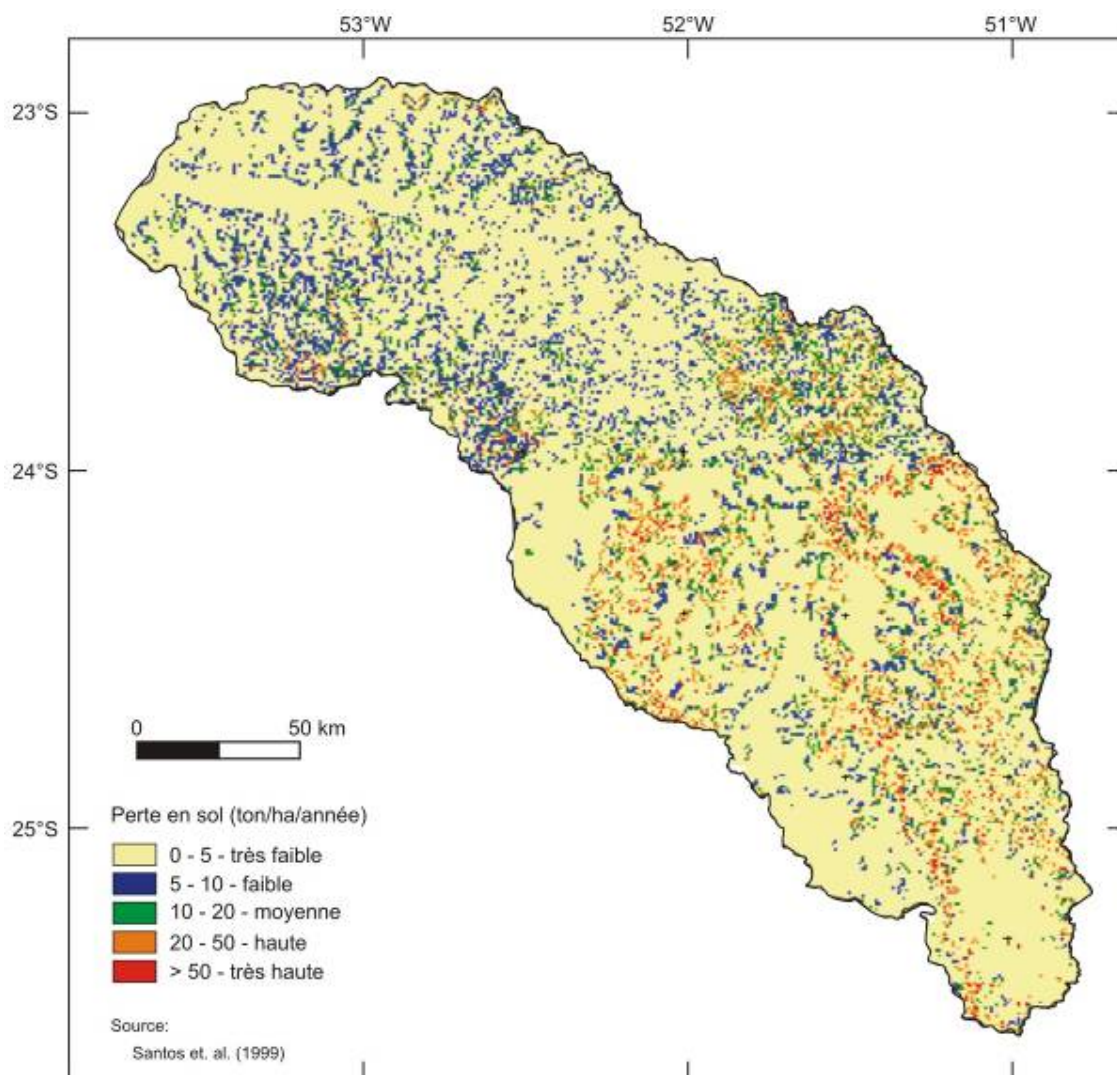 53°W 52°W 51°W
23°S
24°S
0 50 km
Perte en sol (ton/ha/année)
25°S
0 - 5 - très faible
5 - 10 - faible
10 - 20 - moyenne
20 - 50 - haute
> 50 - très haute
Source:
Santos et. al. (1999)